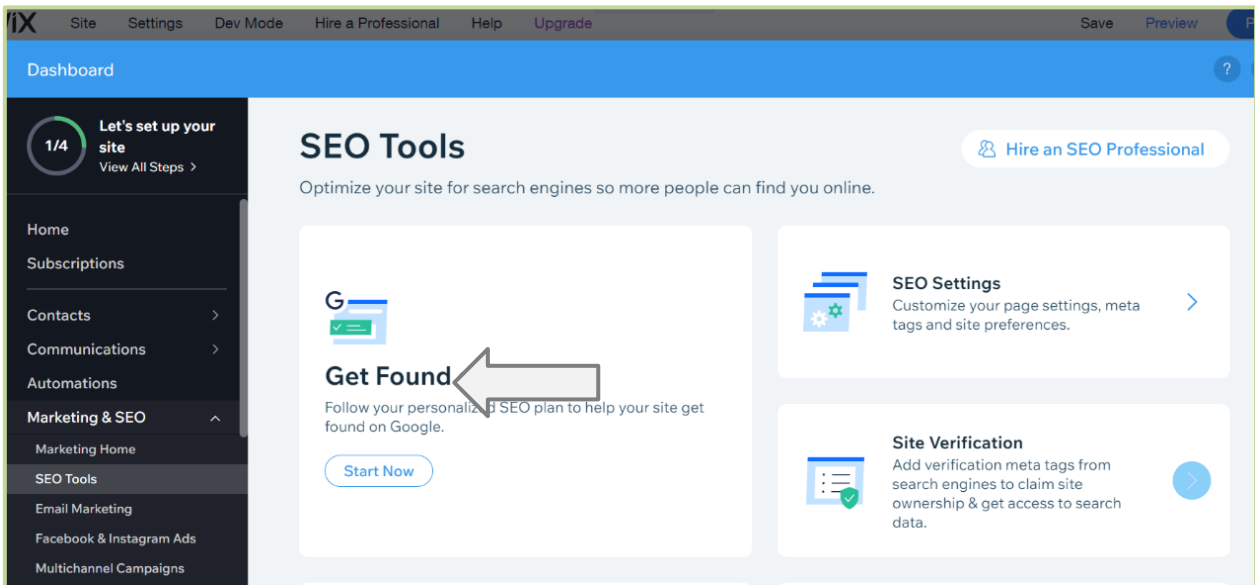 WiX Site Settings Dev Mode Hire a Professional Help Upgrade Save Preview P
Dashboard ?
1/4
Let's set up your
site
View All Steps >
Home
Subscriptions
Contacts >
Communications >
Automations
Marketing & SEO
Marketing Home
SEO Tools
Email Marketing
Facebook & Instagram Ads
Multichannel Campaigns
SEO Tools
Hire an SEO Professional
Optimize your site for search engines so more people can find you online.
G
Get Found
Follow your personalized SEO plan to help your site get
found on Google.
Start Now
SEO Settings
Customize your page settings, meta
tags and site preferences.
Site Verification
Add verification meta tags from
search engines to claim site
ownership & get access to search
data.